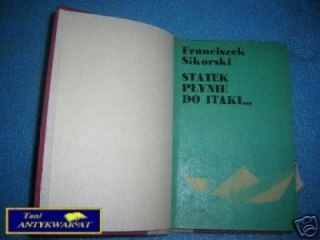 Franciszek
Sikorski
STATEK
PŁYNIE
DO ITAKI...
Tani
ANTYKWARIAT